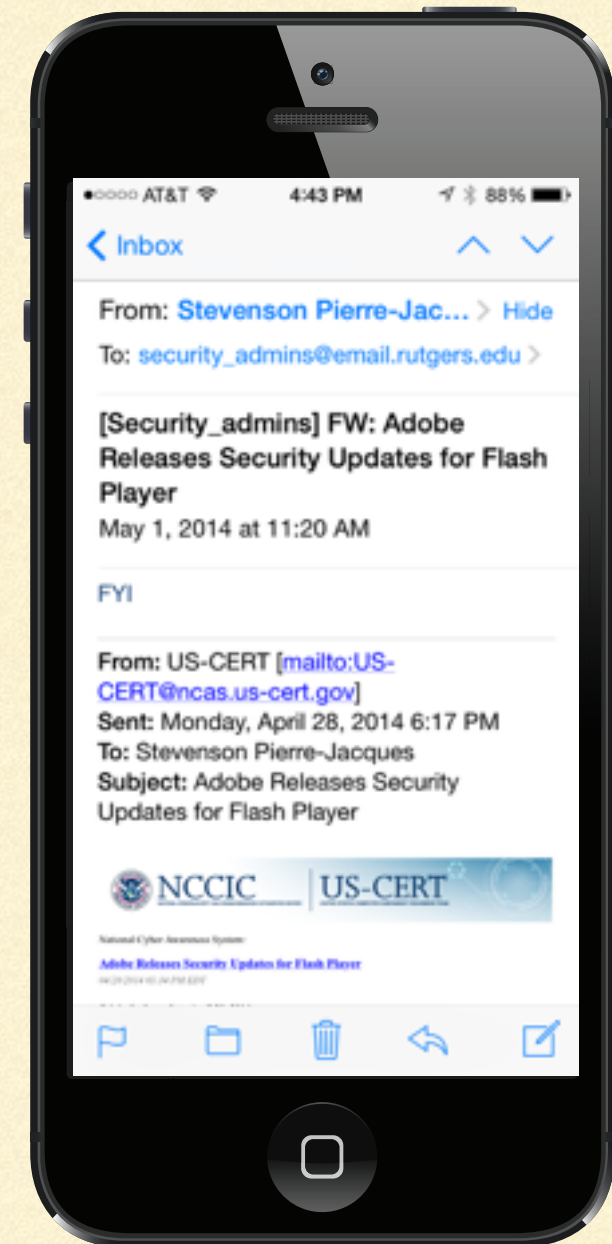 AT&T 4:43 PM 88%
Inbox
From: Stevenson Pierre-Jac... > Hide
To: security_admins@email.rutgers.edu >
[Security_admins] FW: Adobe
Releases Security Updates for Flash
Player
May 1, 2014 at 11:20 AM
FYI
From: US-CERT [mailto:US-
CERT@ncas.us-cert.gov]
Sent: Monday, April 28, 2014 6:17 PM
To: Stevenson Pierre-Jacques
Subject: Adobe Releases Security
Updates for Flash Player
NCCIC US-CERT
National Cyber Awareness System:
Adobe Releases Security Updates for Flash Player